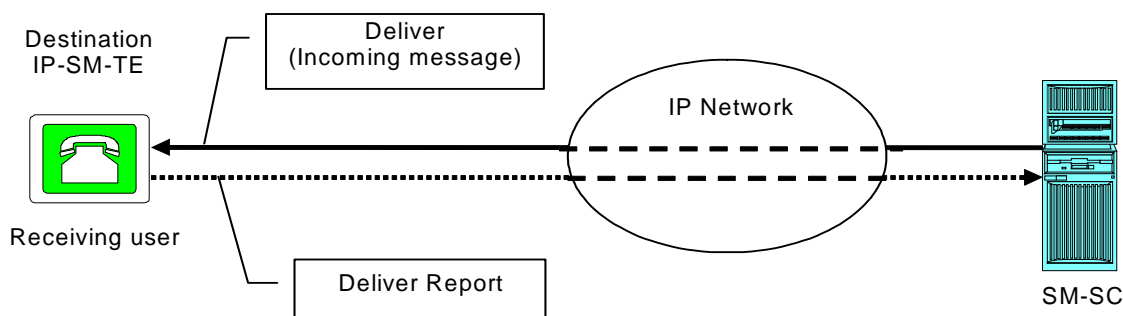 Destination
IP-SM-TE
Deliver
(Incoming message)
IP Network
Receiving user
Deliver Report
SM-SC